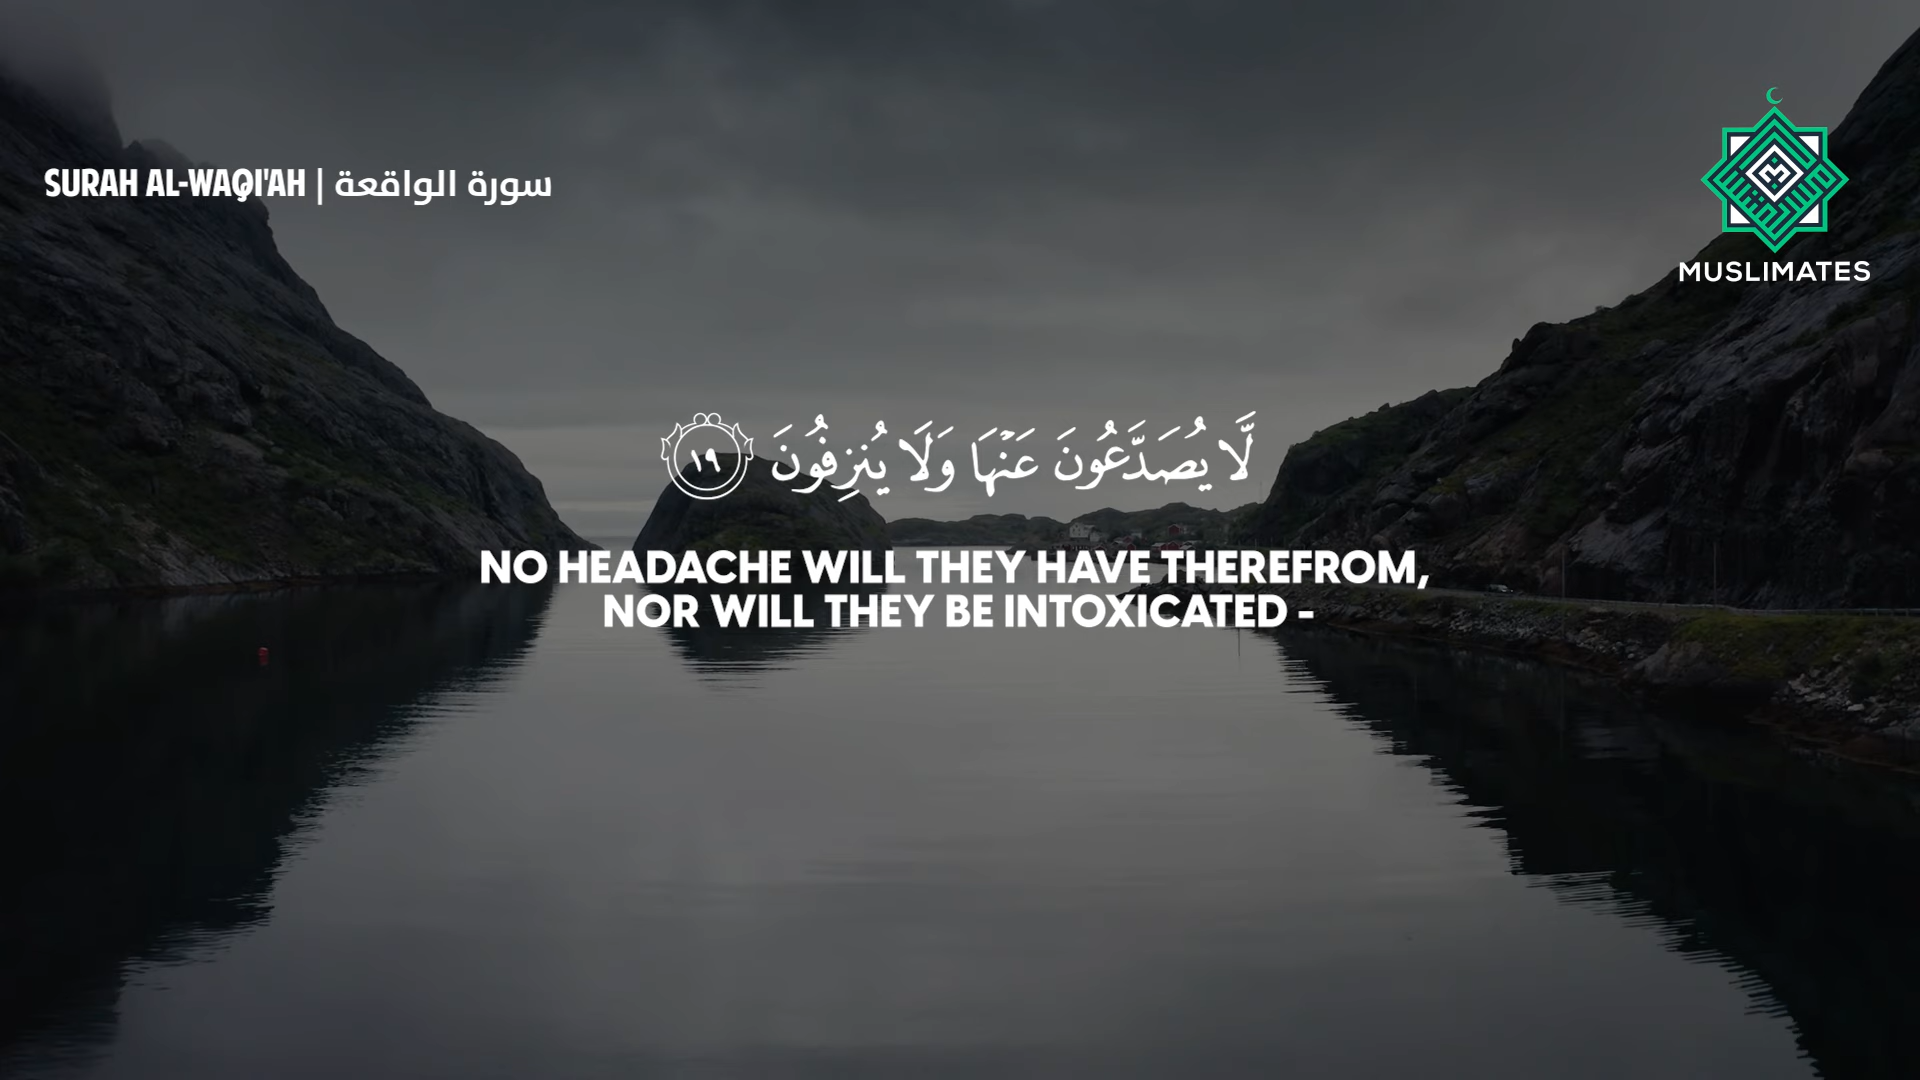 SURAH AL-WAQI'AH | سورة الواقعة
MUSLIMATES
لَّا يُصَدَّعُونَ عَنْهَا وَلَا يُنزِفُونَ ١٩
NO HEADACHE WILL THEY HAVE THEREFROM,
NOR WILL THEY BE INTOXICATED -